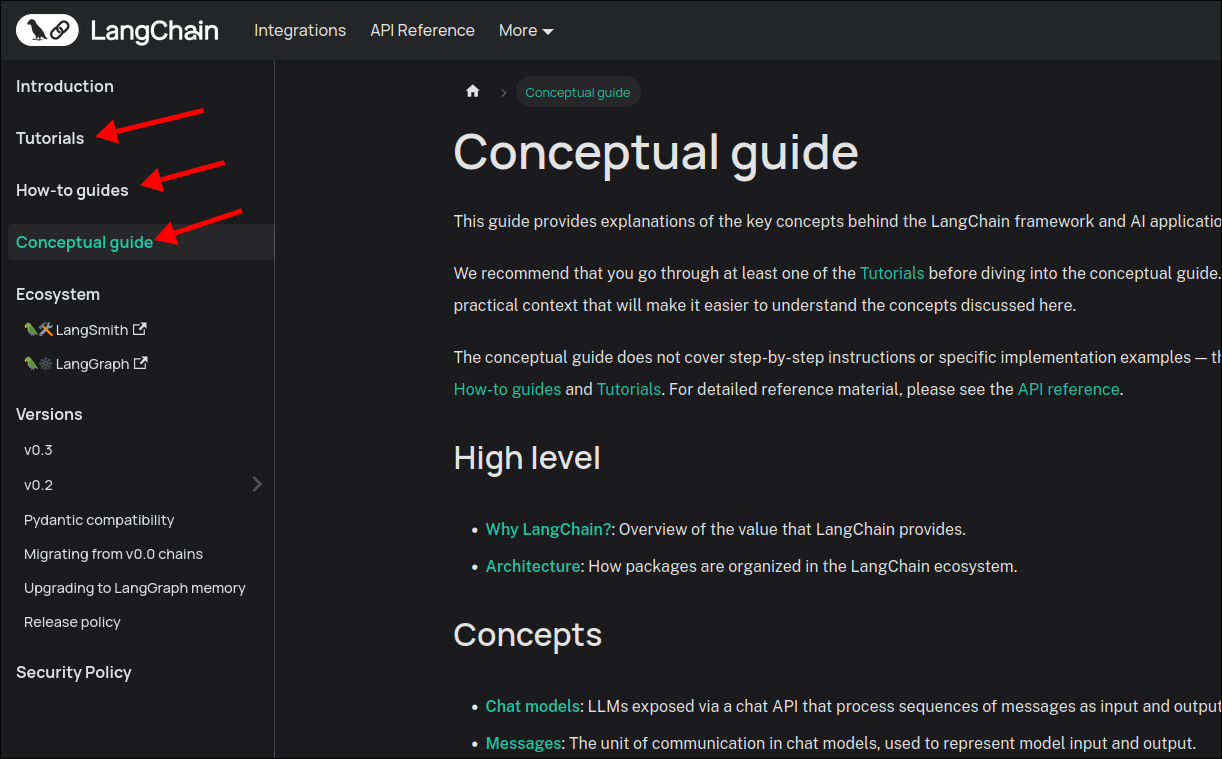 LangChain
Integrations
API Reference
More
Introduction
Tutorials
How-to guides
Conceptual guide
Ecosystem
LangSmith
LangGraph
Versions
v0.3
v0.2
Pydantic compatibility
Migrating from v0.0 chains
Upgrading to LangGraph memory
Release policy
Security Policy
Conceptual guide
Conceptual guide
This guide provides explanations of the key concepts behind the LangChain framework and AI applicatio
We recommend that you go through at least one of the Tutorials before diving into the conceptual guide.
practical context that will make it easier to understand the concepts discussed here.
The conceptual guide does not cover step-by-step instructions or specific implementation examples — th
How-to guides and Tutorials. For detailed reference material, please see the API reference.
High level
• Why LangChain?: Overview of the value that LangChain provides.
• Architecture: How packages are organized in the LangChain ecosystem.
Concepts
• Chat models: LLMs exposed via a chat API that process sequences of messages as input and output
• Messages: The unit of communication in chat models, used to represent model input and output.